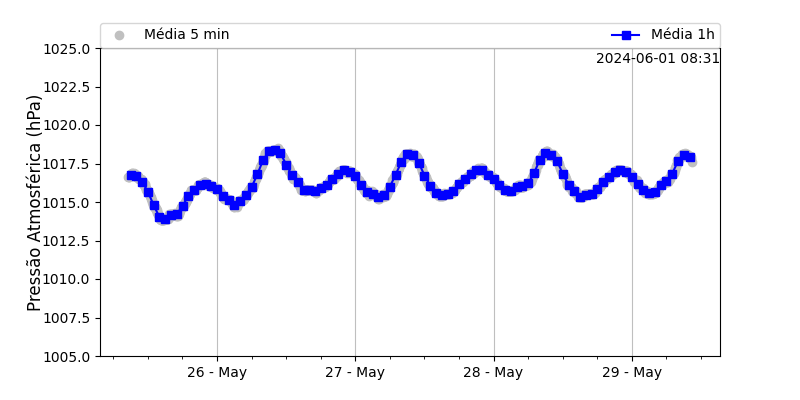 Média 5 min
Média 1h
2024-06-01 08:31
Pressão Atmosférica (hPa)
1025.0
1022.5
1020.0
1017.5
1015.0
1012.5
1010.0
1007.5
1005.0
26 - May
27 - May
28 - May
29 - May